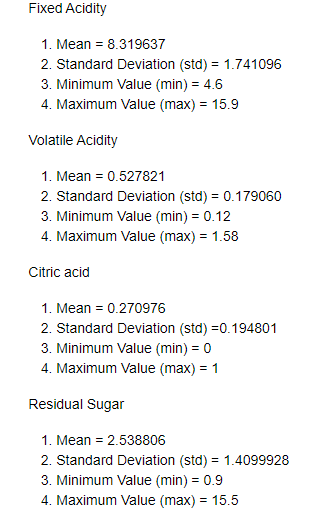 Fixed Acidity
1. Mean = 8.319637
2. Standard Deviation (std) = 1.741096
3. Minimum Value (min) = 4.6
4. Maximum Value (max) = 15.9
Volatile Acidity
1. Mean = 0.527821
2. Standard Deviation (std) = 0.179060
3. Minimum Value (min) = 0.12
4. Maximum Value (max) = 1.58
Citric acid
1. Mean = 0.270976
2. Standard Deviation (std) =0.194801
3. Minimum Value (min) = 0
4. Maximum Value (max) = 1
Residual Sugar
1. Mean = 2.538806
2. Standard Deviation (std) = 1.4099928
3. Minimum Value (min) = 0.9
4. Maximum Value (max) = 15.5